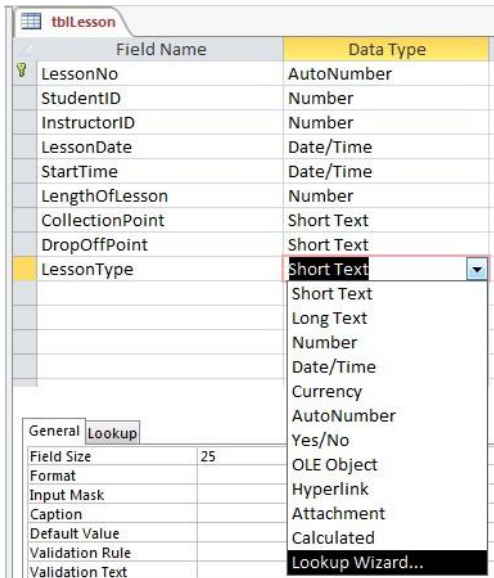 tblLesson
Field Name Data Type
LessonNo AutoNumber
StudentID Number
InstructorID Number
LessonDate Date/Time
StartTime Date/Time
LengthOfLesson Number
CollectionPoint Short Text
DropOffPoint Short Text
LessonType Short Text
Short Text
Long Text
Number
Date/Time
Currency
AutoNumber
Yes/No
OLE Object
Hyperlink
Attachment
Calculated
Lookup Wizard...
General Lookup
Field Size 25
Format
Input Mask
Caption
Default Value
Validation Rule
Validation Text